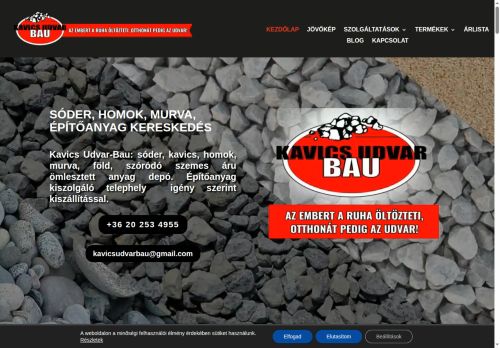 KAVICS UDVAR
BAU
AZ EMBERT A RUHA ÖLTÖZTETI, OTTHONÁT PEDIG AZ UDVAR!
KEZDŐLAP JÖVŐKÉP SZOLGÁLTATÁSOK TERMÉKEK ÁRLISTA
BLOG KAPCSOLAT
SÓDER, HOMOK, MURVA,
ÉPÍTŐANYAG KERESKEDÉS
Kavics Udvar-Bau: sóder, kavics, homok,
murva, föld, szóródó szemes áru
ömlesztett anyag depó. Építőanyag
kiszolgáló telephely igény szerint
kiszállítással.
+36 20 253 4955
kavicsudvarbau@gmail.com
KAVICS UDVAR
BAU
AZ EMBERT A RUHA ÖLTÖZTETI,
OTTHONÁT PEDIG AZ UDVAR!
A weboldalon a minőségi felhasználói élmény érdekében sütiket használunk.
Részletek
Elfogad
Elutasítom
Beállítások